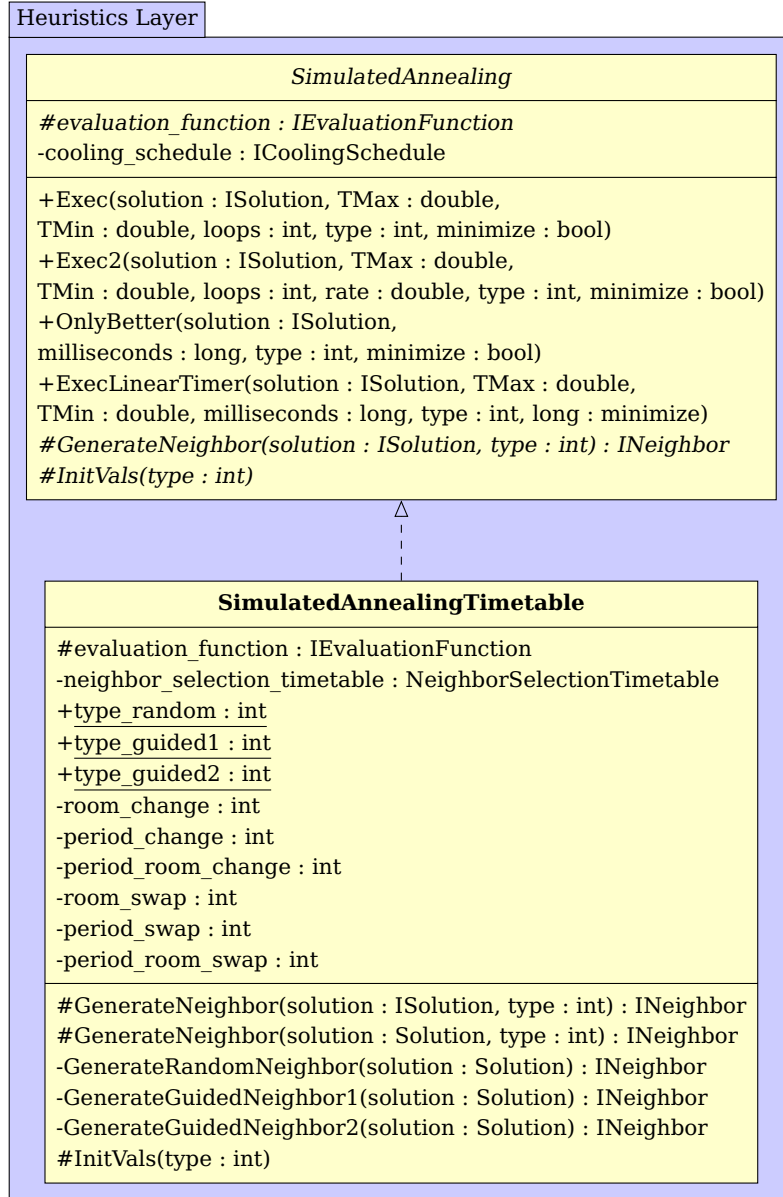 Heuristics Layer
SimulatedAnnealing
#evaluation_function : IEvaluationFunction
-cooling_schedule : ICoolingSchedule
+Exec(solution : ISolution, TMax : double,
TMin : double, loops : int, type : int, minimize : bool)
+Exec2(solution : ISolution, TMax : double,
TMin : double, loops : int, rate : double, type : int, minimize : bool)
+OnlyBetter(solution : ISolution,
milliseconds : long, type : int, minimize : bool)
+ExecLinearTimer(solution : ISolution, TMax : double,
TMin : double, milliseconds : long, type : int, long : minimize)
#GenerateNeighbor(solution : ISolution, type : int) : INeighbor
#InitVals(type : int)
SimulatedAnnealingTimetable
#evaluation_function : IEvaluationFunction
-neighbor_selection_timetable : NeighborSelectionTimetable
+type_random : int
+type_guided1 : int
+type_guided2 : int
-room_change : int
-period_change : int
-period_room_change : int
-room_swap : int
-period_swap : int
-period_room_swap : int
#GenerateNeighbor(solution : ISolution, type : int) : INeighbor
#GenerateNeighbor(solution : Solution, type : int) : INeighbor
-GenerateRandomNeighbor(solution : Solution) : INeighbor
-GenerateGuidedNeighbor1(solution : Solution) : INeighbor
-GenerateGuidedNeighbor2(solution : Solution) : INeighbor
#InitVals(type : int)